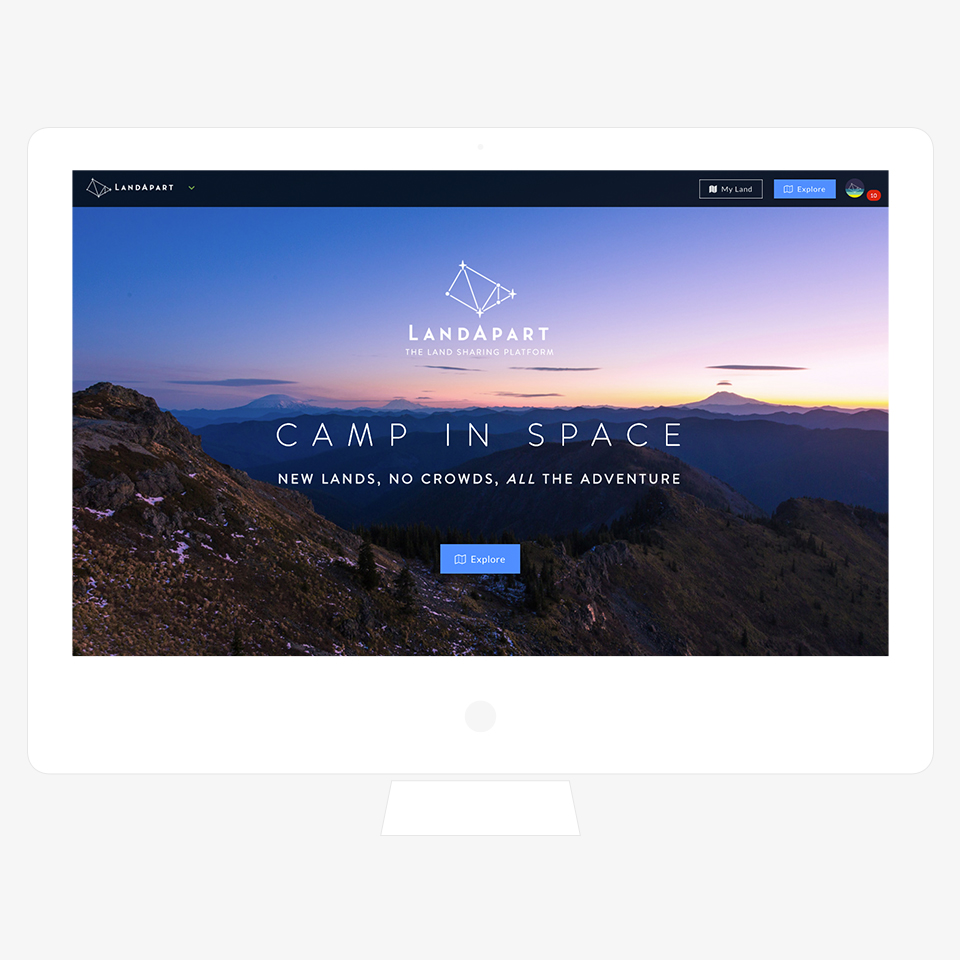 LANDAPART
My Land
Explore
10
LANDAPART
THE LAND SHARING PLATFORM
CAMP IN SPACE
NEW LANDS, NO CROWDS, ALL THE ADVENTURE
Explore